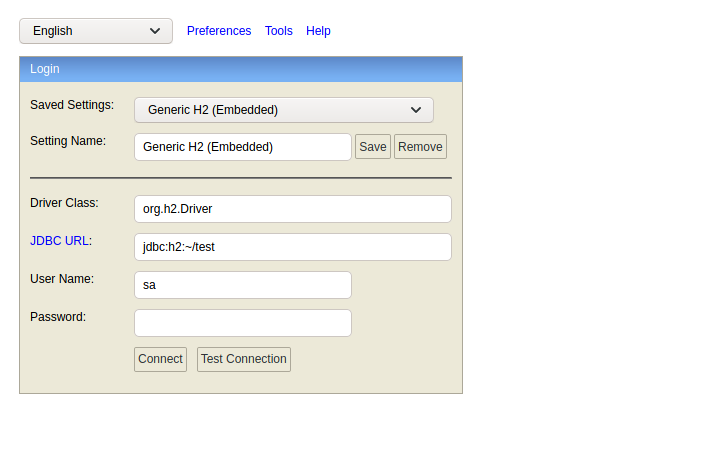 English Preferences Tools Help
Login
Saved Settings: Generic H2 (Embedded)
Setting Name: Generic H2 (Embedded) Save Remove
Driver Class: org.h2.Driver
JDBC URL: jdbc:h2:~/test
User Name: sa
Password:
Connect Test Connection